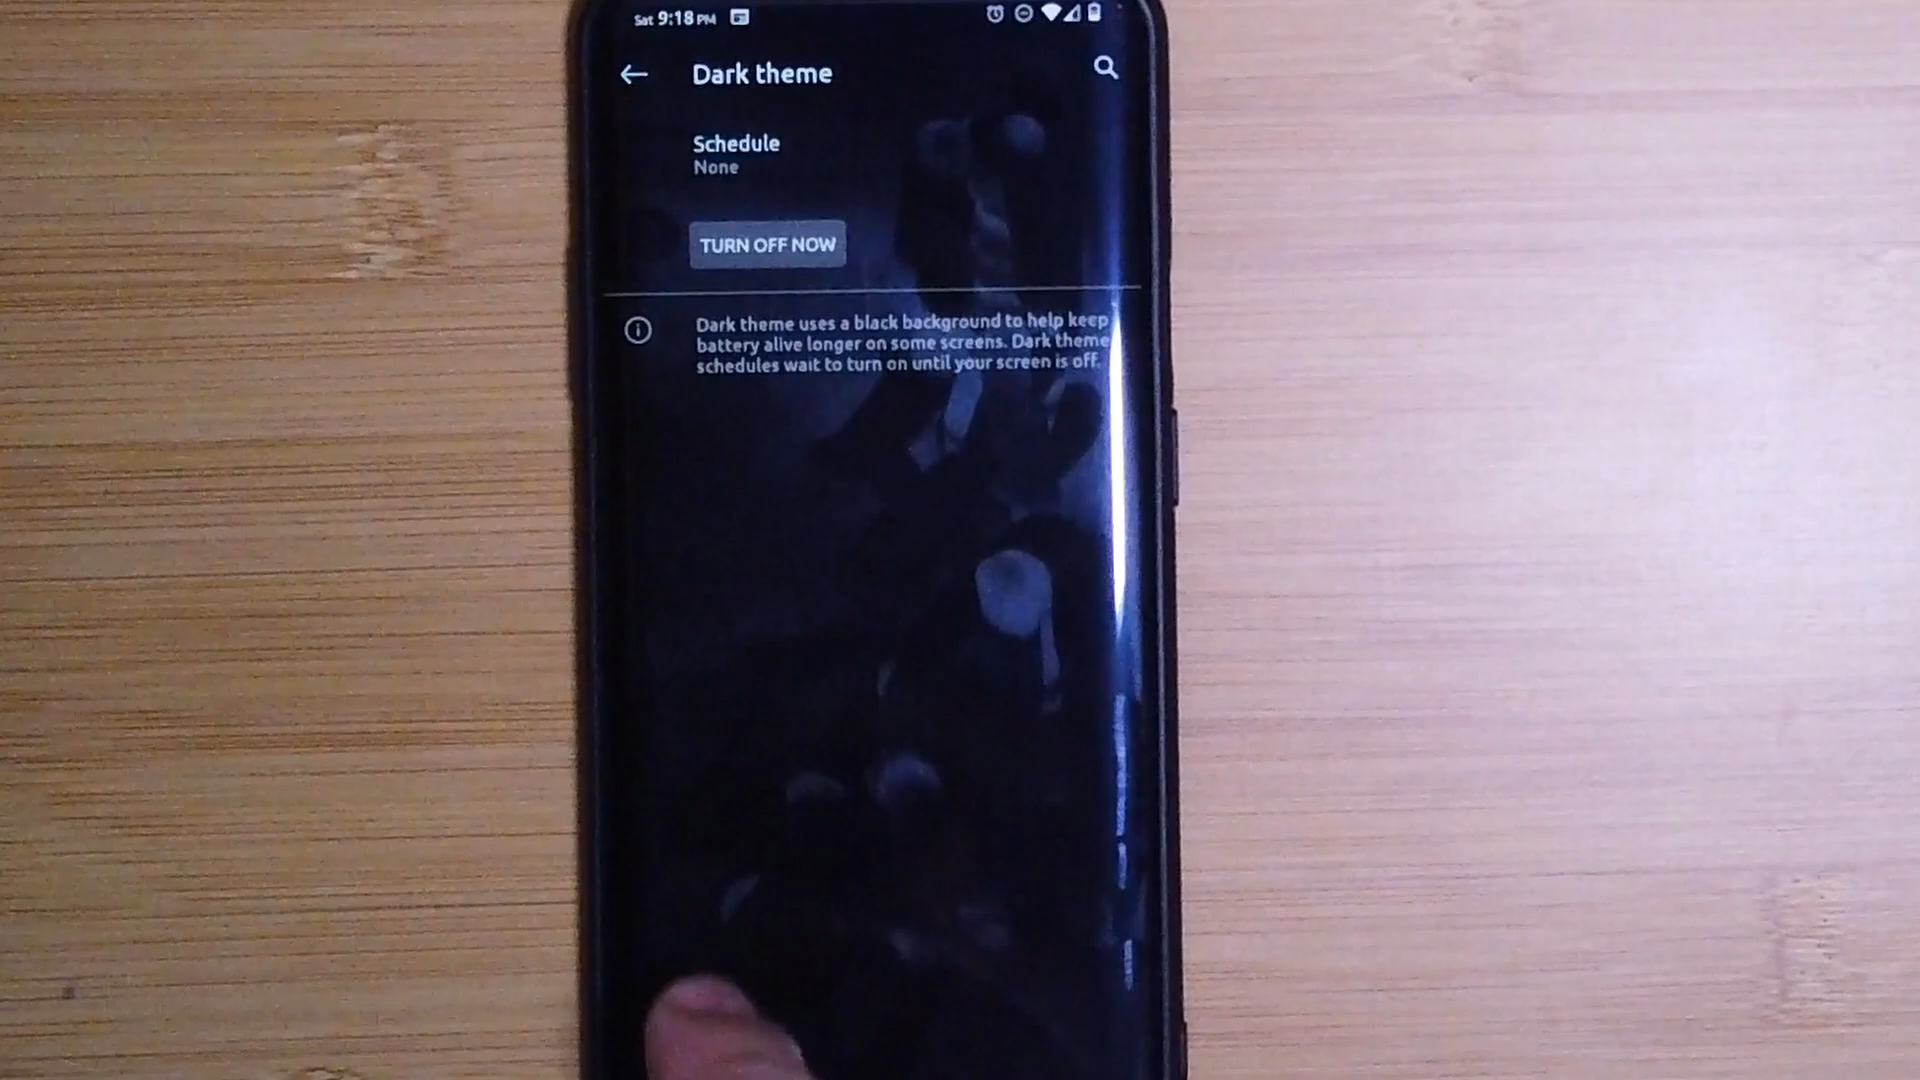 Sat 9:18 PM
Dark theme
Schedule
None
TURN OFF NOW
Dark theme uses a black background to help keep
battery alive longer on some screens. Dark theme
schedules wait to turn on until your screen is off.